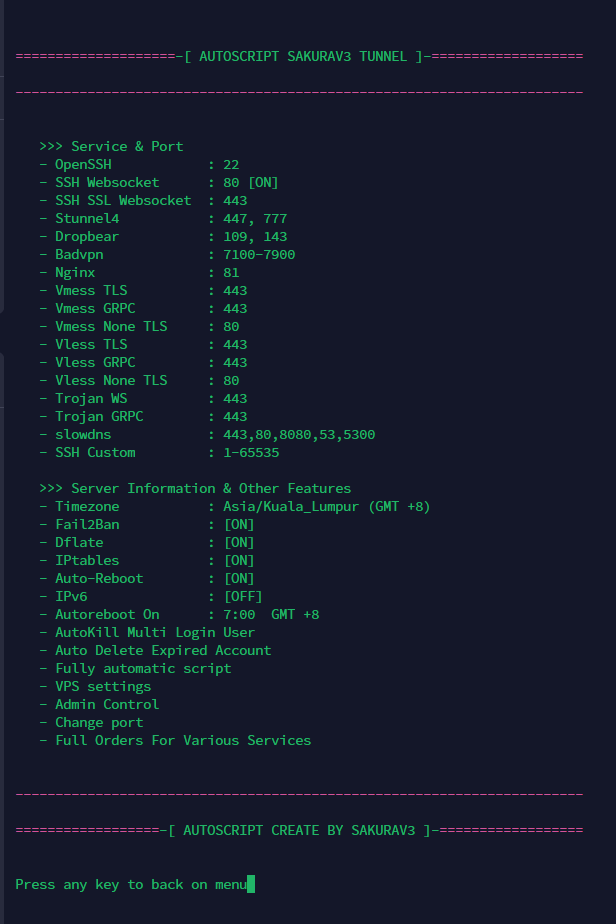 ====================-[ AUTOSCRIPT SAKURAV3 TUNNEL ]-===================
-----------------------------------------------------------------------
>>> Service & Port
- OpenSSH            : 22
- SSH Websocket      : 80 [ON]
- SSH SSL Websocket  : 443
- Stunnel4           : 447, 777
- Dropbear           : 109, 143
- Badvpn             : 7100-7900
- Nginx              : 81
- Vmess TLS          : 443
- Vmess GRPC         : 443
- Vmess None TLS     : 80
- Vless TLS          : 443
- Vless GRPC         : 443
- Vless None TLS     : 80
- Trojan WS          : 443
- Trojan GRPC        : 443
- slowdns            : 443,80,8080,53,5300
- SSH Custom         : 1-65535
>>> Server Information & Other Features
- Timezone           : Asia/Kuala_Lumpur (GMT +8)
- Fail2Ban           : [ON]
- Dflate             : [ON]
- IPtables           : [ON]
- Auto-Reboot        : [ON]
- IPv6               : [OFF]
- Autoreboot On      : 7:00  GMT +8
- AutoKill Multi Login User
- Auto Delete Expired Account
- Fully automatic script
- VPS settings
- Admin Control
- Change port
- Full Orders For Various Services
-----------------------------------------------------------------------
==================-[ AUTOSCRIPT CREATE BY SAKURAV3 ]-==================
Press any key to back on menu